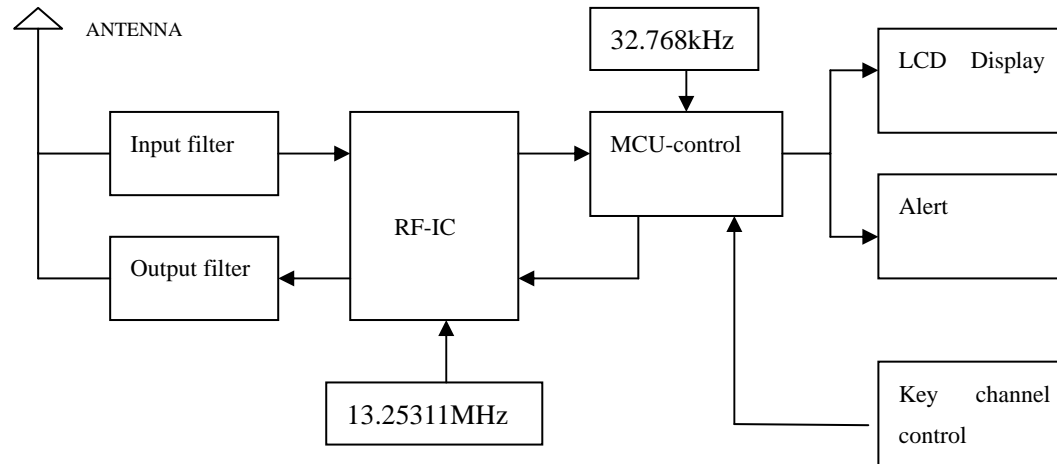 ANTENNA
32.768kHz
LCD Display
Input filter
MCU-control
Alert
RF-IC
Output filter
13.25311MHz
Key channel
control